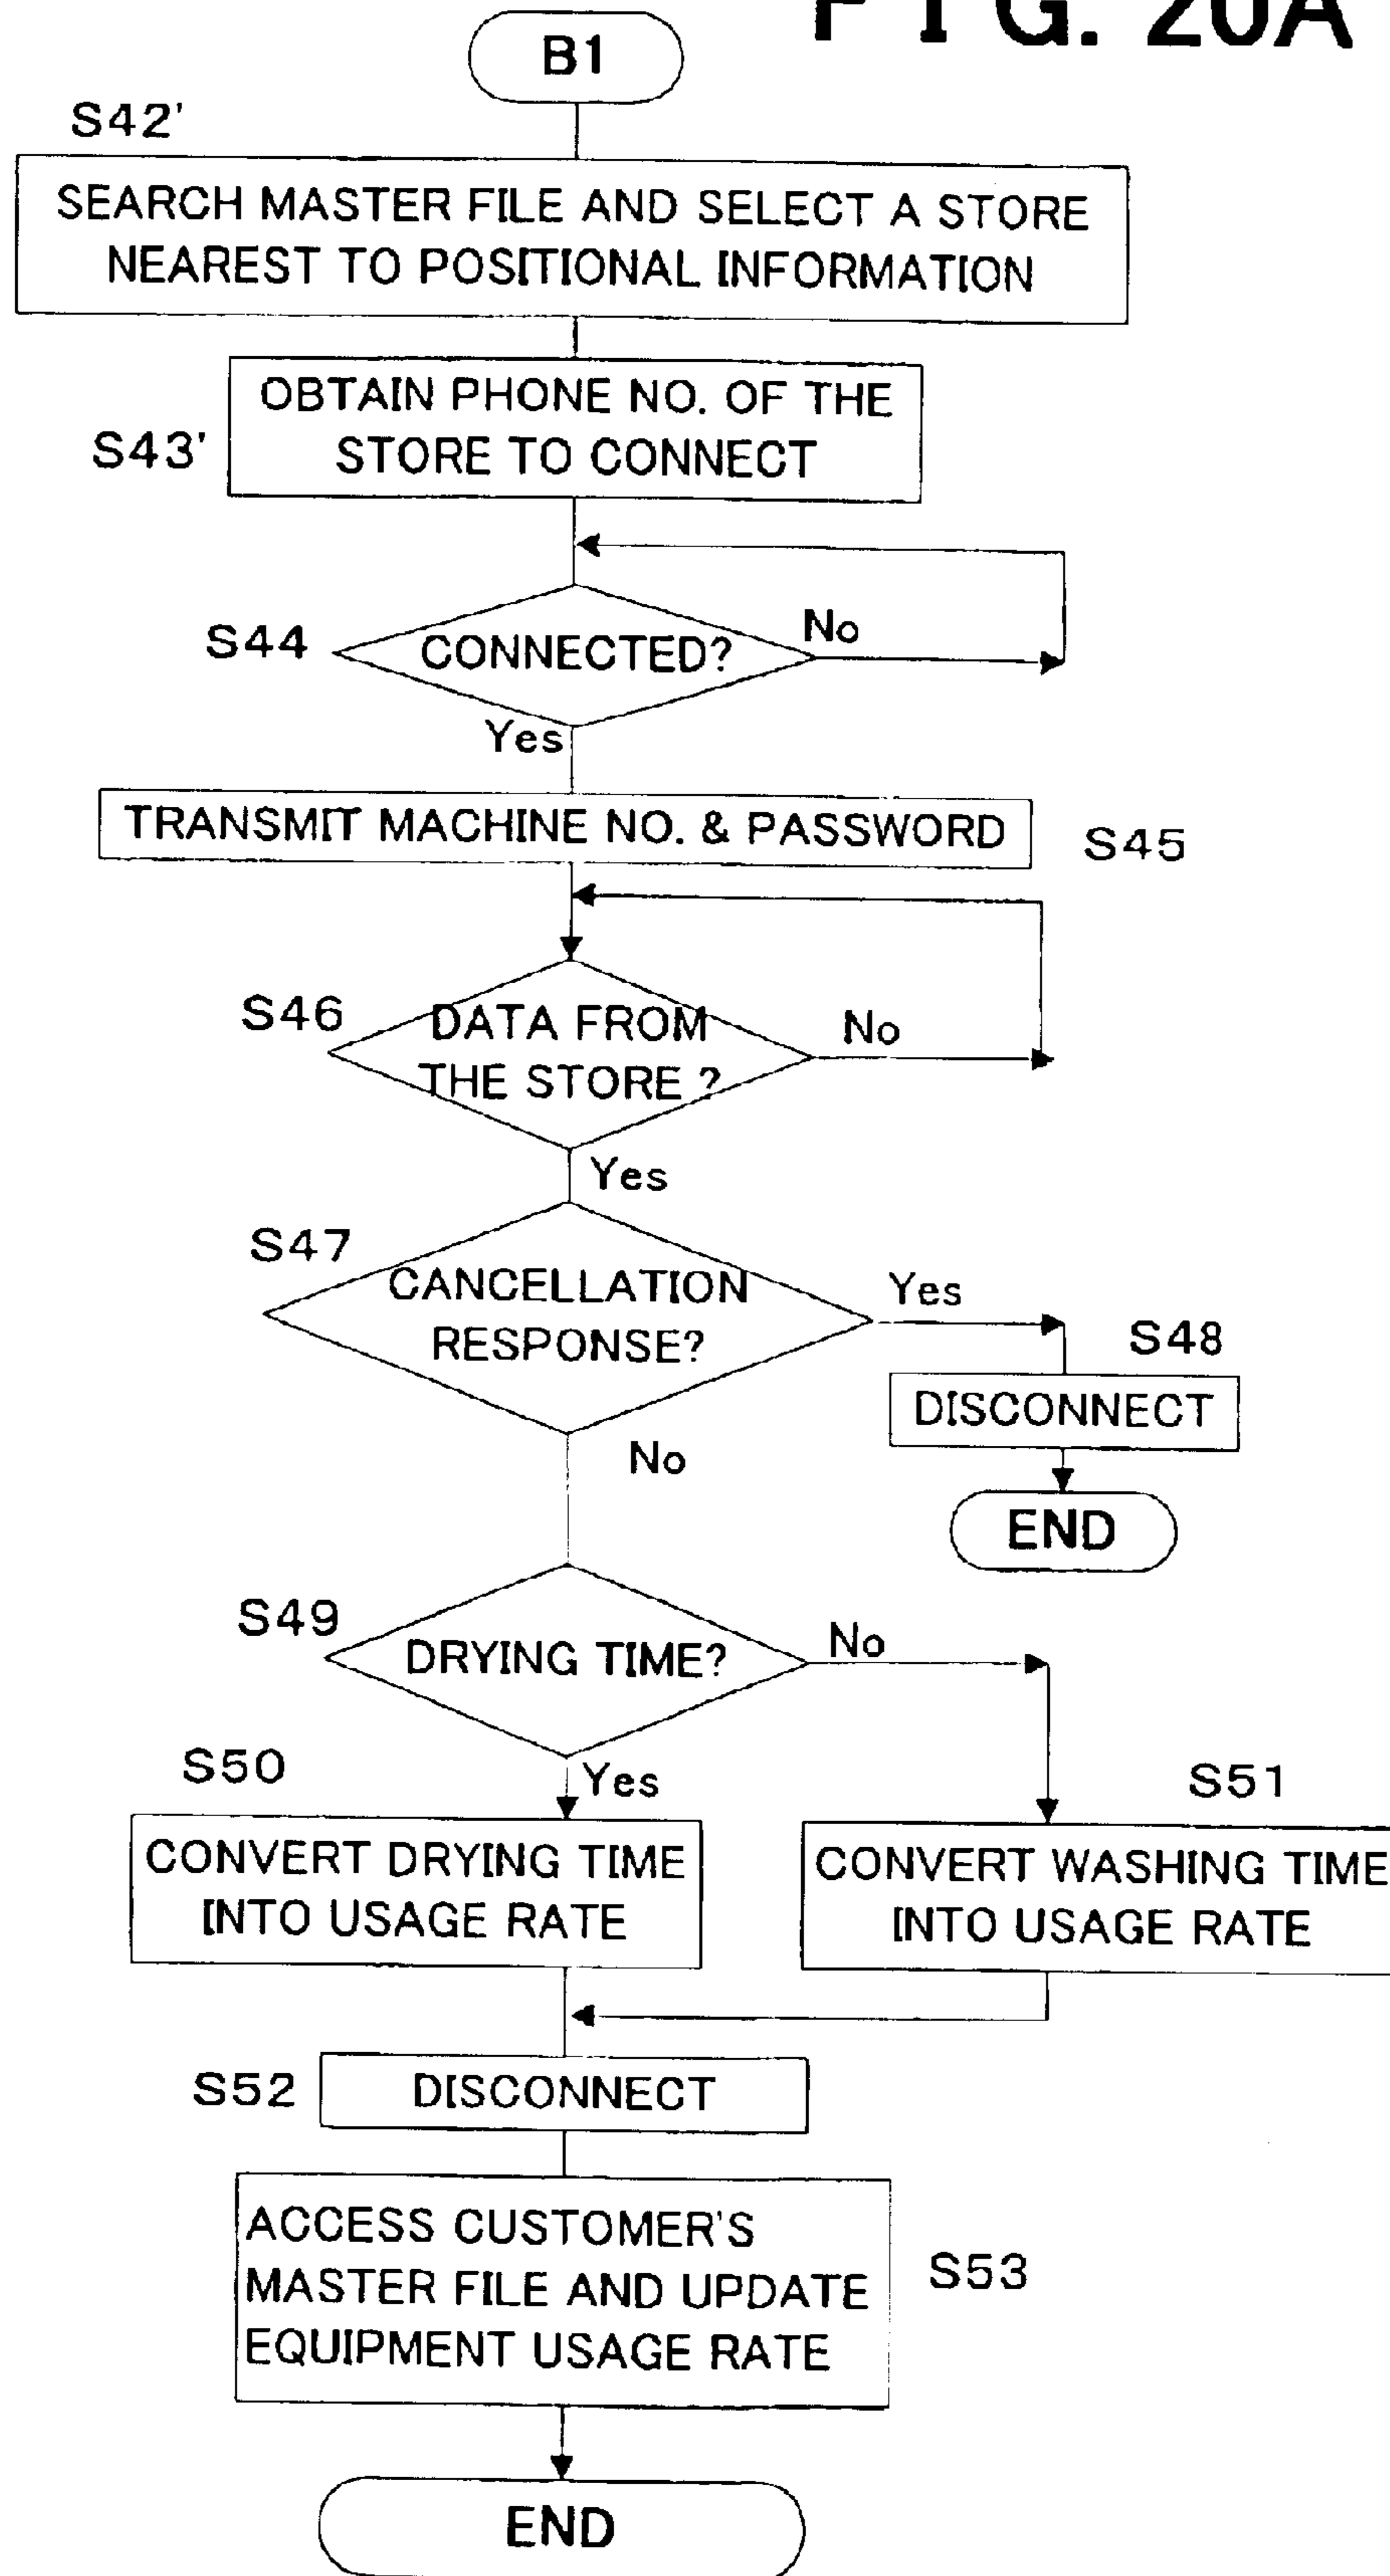 FIG. 20A
B1
S42'
SEARCH MASTER FILE AND SELECT A STORE
NEAREST TO POSITIONAL INFORMATION
OBTAIN PHONE NO. OF THE
STORE TO CONNECT
S43'
S44
CONNECTED?
No
Yes
TRANSMIT MACHINE NO. & PASSWORD
S45
S46
DATA FROM
THE STORE ?
No
Yes
S47
CANCELLATION
RESPONSE?
Yes
S48
DISCONNECT
No
END
S49
DRYING TIME?
No
S50
Yes
S51
CONVERT DRYING TIME
INTO USAGE RATE
CONVERT WASHING TIME
INTO USAGE RATE
S52
DISCONNECT
ACCESS CUSTOMER'S
MASTER FILE AND UPDATE
EQUIPMENT USAGE RATE
S53
END